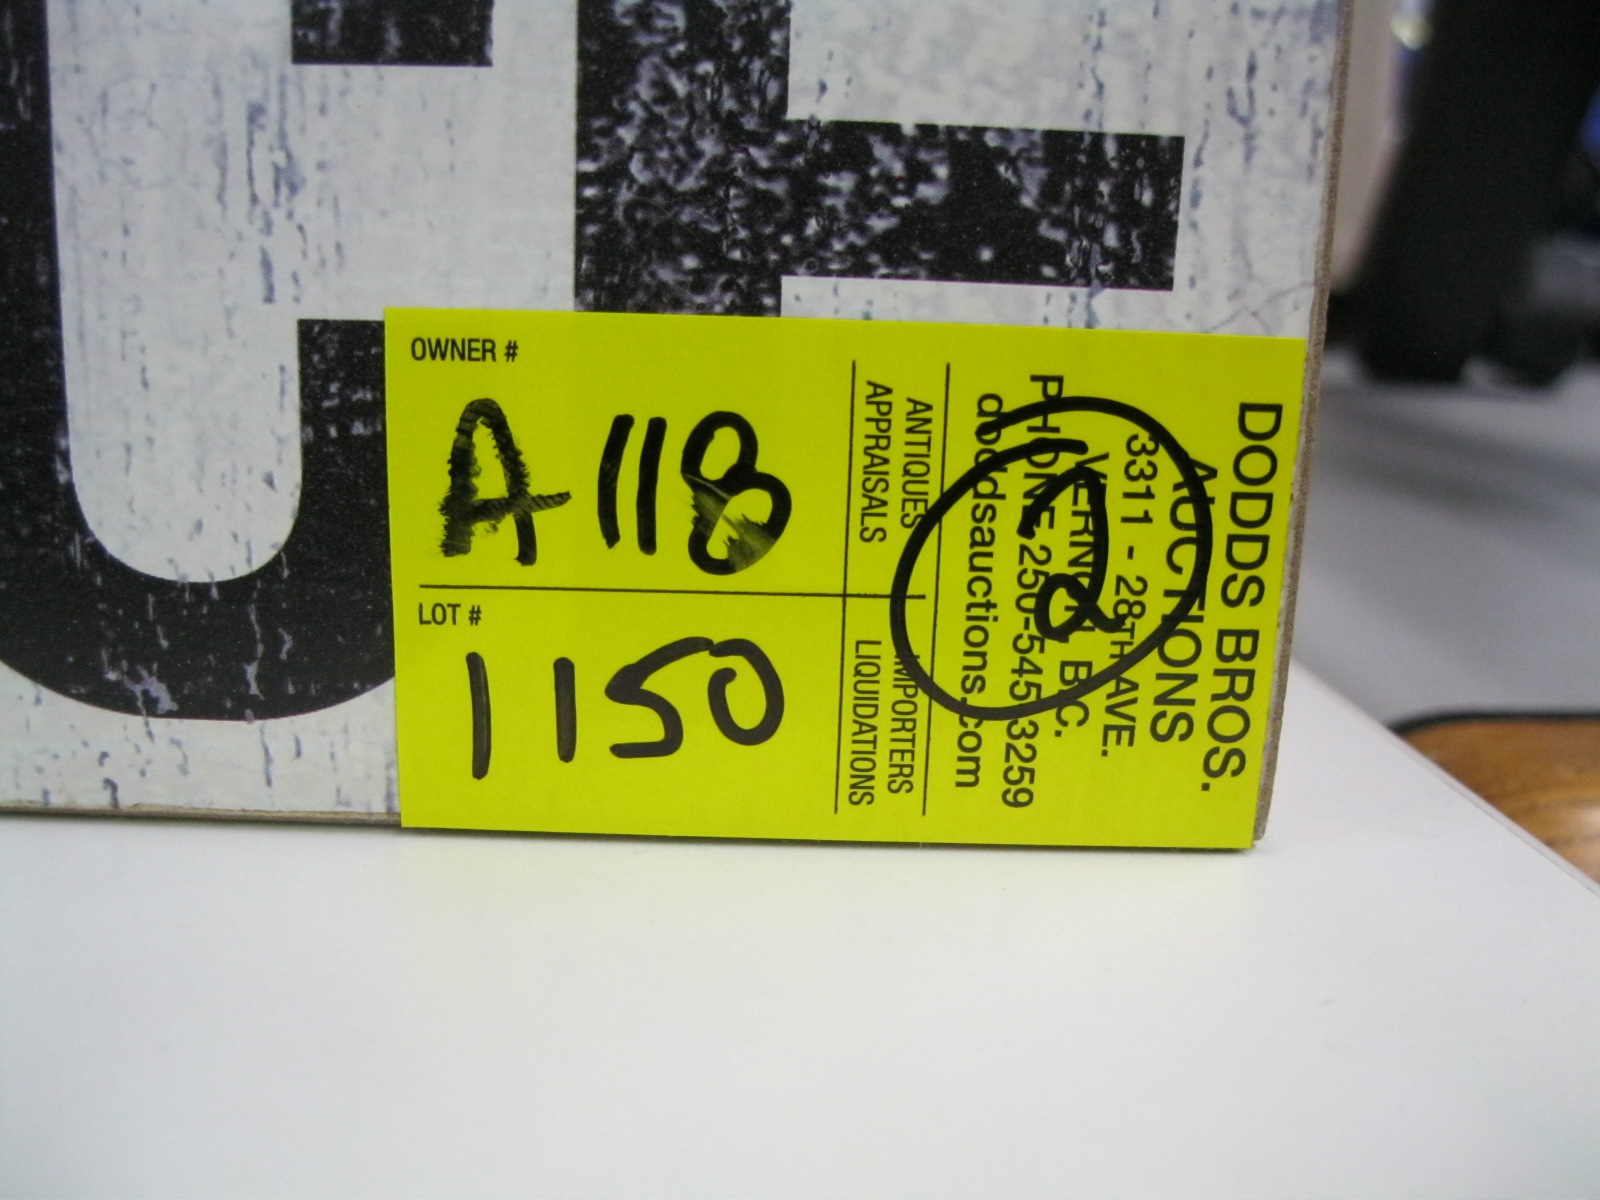 OWNER #
A 118
LOT #
1150
ANTIQUES IMPORTERS
APPRAISALS LIQUIDATIONS
DODDS BROS.
AUCTIONS
3311 - 28TH AVE.
VERNON, B.C.
PHONE 250-545-3259
doddsauctions.com
2